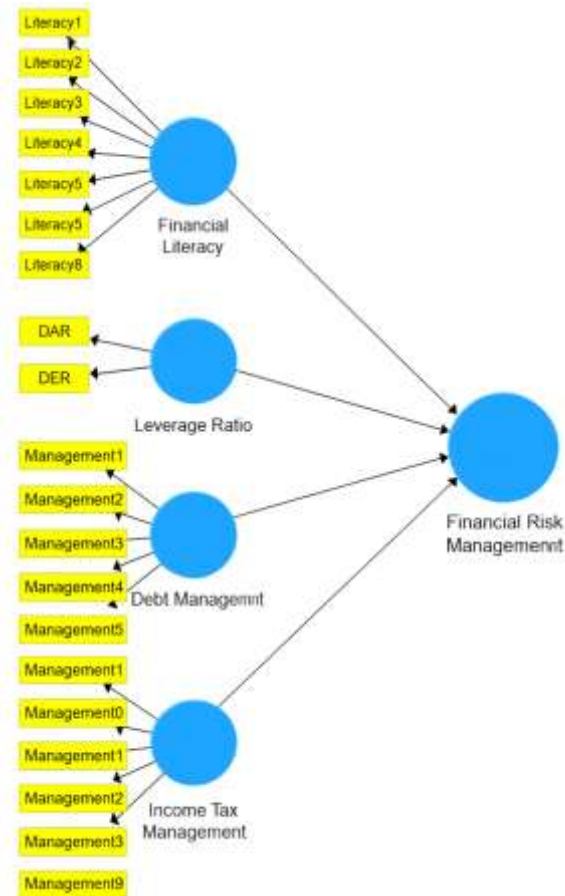 Literacy1
Literacy2
Literacy3
Literacy4
Literacy5
Literacy5
Literacy8
Financial
Literacy
DAR
DER
Leverage Ratio
Management1
Management2
Management3
Management4
Management5
Debt Managemnt
Financial Risk
Managemennt
Management1
Management0
Management1
Management2
Management3
Management9
Income Tax
Management